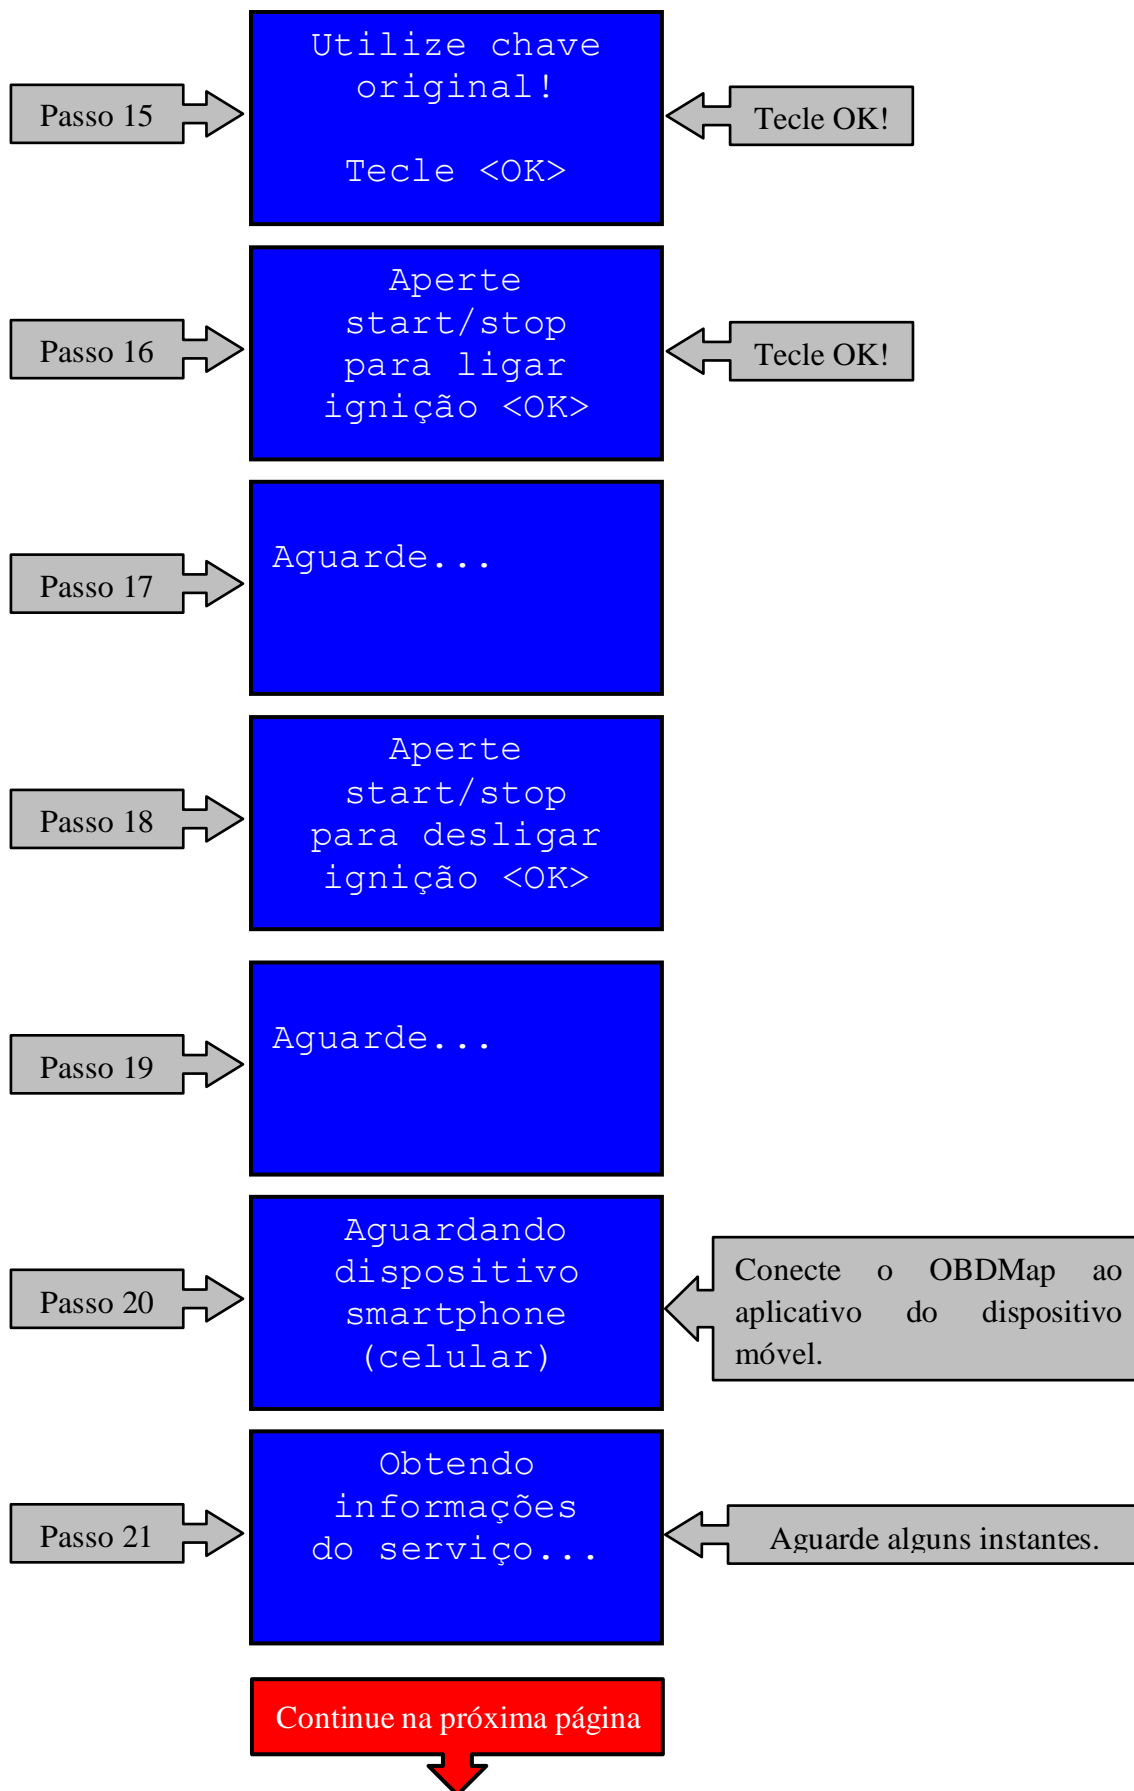 Passo 15
Utilize chave
original!
Tecle <OK>
Tecle OK!
Passo 16
Aperte
start/stop
para ligar
ignição <OK>
Tecle OK!
Passo 17
Aguarde...
Passo 18
Aperte
start/stop
para desligar
ignição <OK>
Passo 19
Aguarde...
Passo 20
Aguardando
dispositivo
smartphone
(celular)
Conecte o OBDMap ao
aplicativo do dispositivo
móvel.
Passo 21
Obtendo
informações
do serviço...
Aguarde alguns instantes.
Continue na próxima página